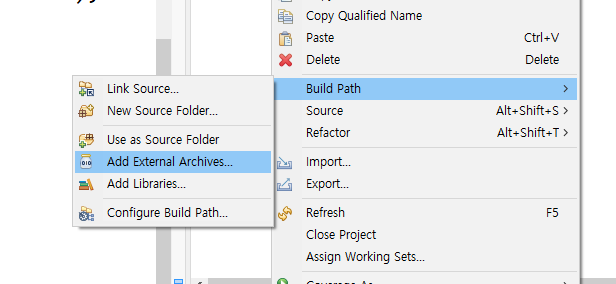 Copy Qualified Name
Paste Ctrl+V
Delete Delete
Build Path
Source Alt+Shift+S
Refactor Alt+Shift+T
Import...
Export...
Refresh F5
Close Project
Assign Working Sets...
Link Source...
New Source Folder...
Use as Source Folder
010
Add External Archives...
Add Libraries...
Configure Build Path...